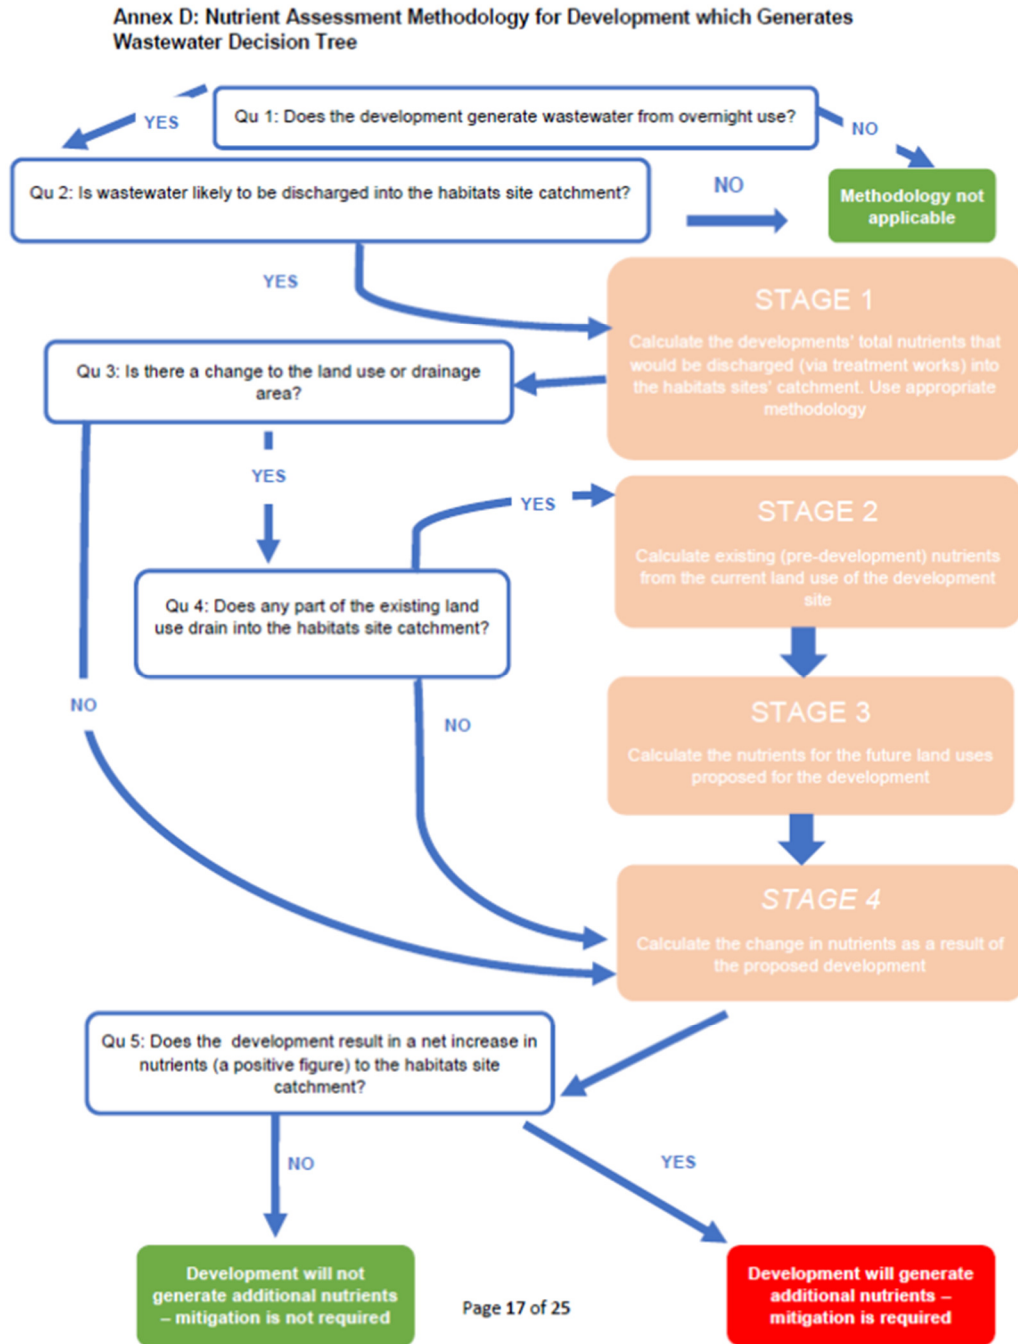 Annex D: Nutrient Assessment Methodology for Development which Generates
Wastewater Decision Tree
Qu 1: Does the development generate wastewater from overnight use?
YES
NO
Qu 2: Is wastewater likely to be discharged into the habitats site catchment?
NO
Methodology not
applicable
YES
STAGE 1
Calculate the developments' total nutrients that
would be discharged (via treatment works) into
the habitats sites' catchment. Use appropriate
methodology
Qu 3: Is there a change to the land use or drainage
area?
YES
YES
STAGE 2
Calculate existing (pre-development) nutrients
from the current land use of the development
site
Qu 4: Does any part of the existing land
use drain into the habitats site catchment?
NO
NO
STAGE 3
Calculate the nutrients for the future land uses
proposed for the development
STAGE 4
Calculate the change in nutrients as a result of
the proposed development
Qu 5: Does the  development result in a net increase in
nutrients (a positive figure) to the habitats site
catchment?
NO
YES
Development will not
generate additional nutrients
– mitigation is not required
Page 17 of 25
Development will generate
additional nutrients –
mitigation is required